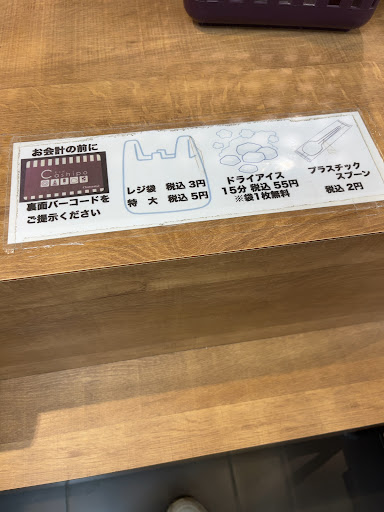 お会計の前に
Coinipo
裏面バーコードを
ご提示ください
レジ袋 税込 3円
特大 税込 5円
ドライアイス
15分 税込 55円
※袋1枚無料
プラスチック
スプーン
税込 2円